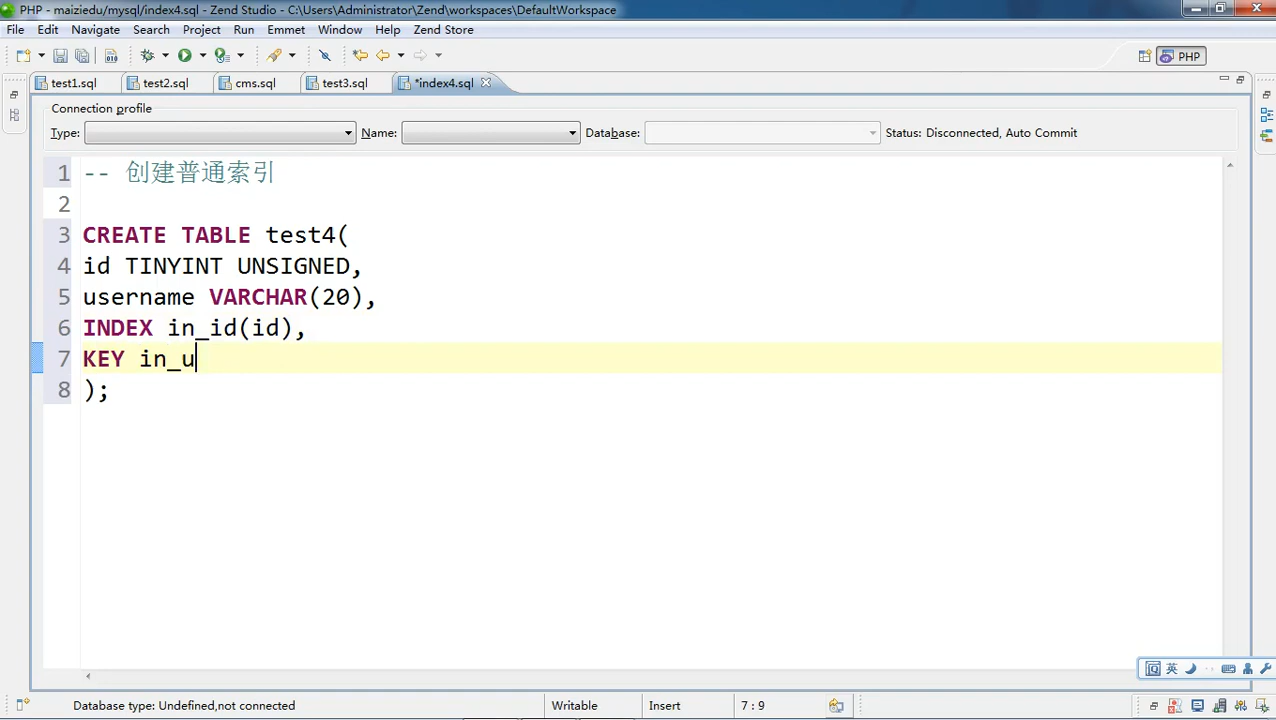 PHP - maiziedu/mysql/index4.sql - Zend Studio - C:\Users\Administrator\Zend\workspaces\DefaultWorkspace
File Edit Navigate Search Project Run Emmet Window Help Zend Store
PHP
test1.sql test2.sql cms.sql test3.sql *index4.sql
Connection profile
Type: Name: Database: Status: Disconnected, Auto Commit
1 -- 创建普通索引
2
3 CREATE TABLE test4(
4 id TINYINT UNSIGNED,
5 username VARCHAR(20),
6 INDEX in_id(id),
7 KEY in_u
8 );
英
Database type: Undefined,not connected Writable Insert 7 : 9